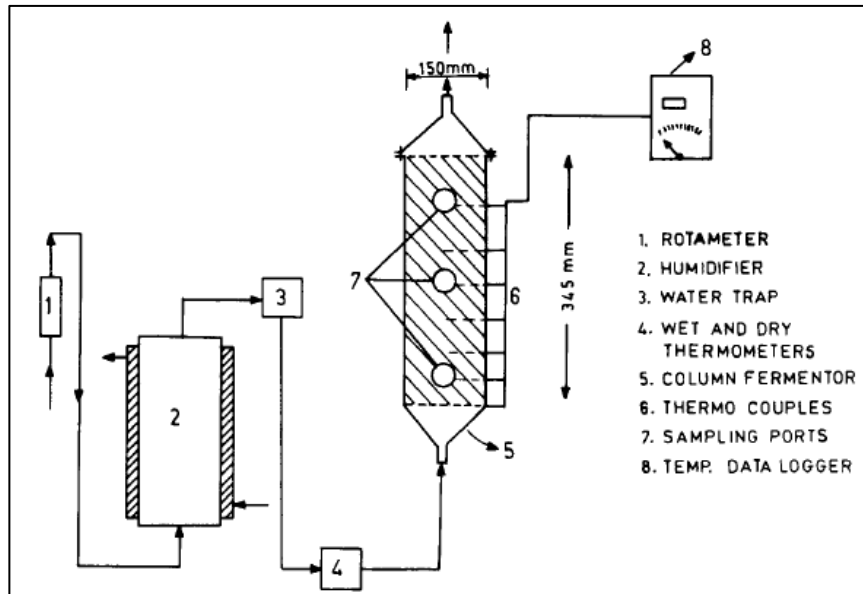 150mm
8
1
2
3
4
7
6
5
345 mm
1. ROTAMETER
2. HUMIDIFIER
3. WATER TRAP
4. WET AND DRY
THERMOMETERS
5. COLUMN FERMENTOR
6. THERMO COUPLES
7. SAMPLING PORTS
8. TEMP. DATA LOGGER